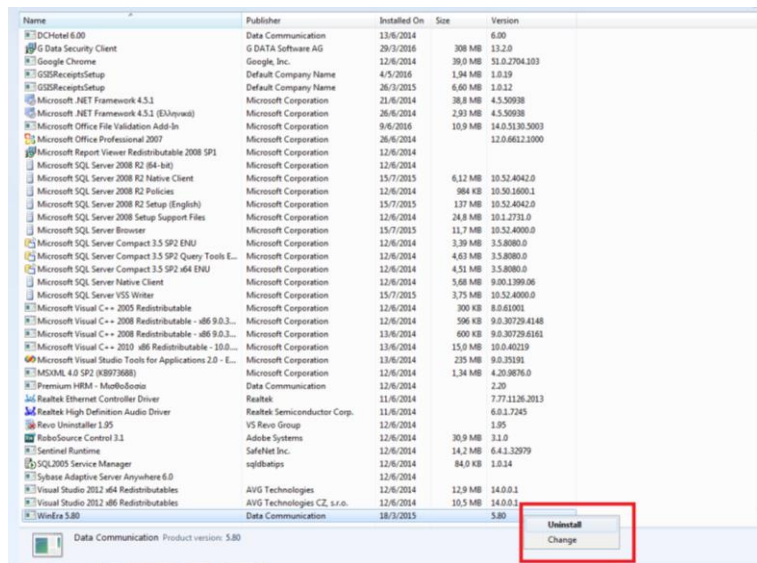 Name Publisher Installed On Size Version
DCHotel 6.00 Data Communication 13/6/2014 6.00
G Data Security Client G DATA Software AG 29/3/2016 308 MB 13.2.0
Google Chrome Google, Inc. 12/6/2014 39,0 MB 51.0.2704.103
GSISReceiptsSetup Default Company Name 4/5/2016 1,94 MB 1.0.19
GSISReceiptsSetup Default Company Name 26/3/2015 6,60 MB 1.0.12
Microsoft .NET Framework 4.5.1 Microsoft Corporation 21/6/2014 38,8 MB 4.5.50938
Microsoft .NET Framework 4.5.1 (Ελληνικά) Microsoft Corporation 26/6/2014 2,93 MB 4.5.50938
Microsoft Office File Validation Add-In Microsoft Corporation 9/6/2016 10,9 MB 14.0.5130.5003
Microsoft Office Professional 2007 Microsoft Corporation 26/6/2014 12.0.6612.1000
Microsoft Report Viewer Redistributable 2008 SP1 Microsoft Corporation 12/6/2014
Microsoft SQL Server 2008 R2 (64-bit) Microsoft Corporation 12/6/2014
Microsoft SQL Server 2008 R2 Native Client Microsoft Corporation 15/7/2015 6,12 MB 10.52.4042.0
Microsoft SQL Server 2008 R2 Policies Microsoft Corporation 12/6/2014 984 KB 10.50.1600.1
Microsoft SQL Server 2008 R2 Setup (English) Microsoft Corporation 15/7/2015 137 MB 10.52.4042.0
Microsoft SQL Server 2008 Setup Support Files Microsoft Corporation 12/6/2014 24,8 MB 10.1.2731.0
Microsoft SQL Server Browser Microsoft Corporation 15/7/2015 11,7 MB 10.52.4000.0
Microsoft SQL Server Compact 3.5 SP2 ENU Microsoft Corporation 12/6/2014 3,39 MB 3.5.8080.0
Microsoft SQL Server Compact 3.5 SP2 Query Tools E... Microsoft Corporation 12/6/2014 4,63 MB 3.5.8080.0
Microsoft SQL Server Compact 3.5 SP2 x64 ENU Microsoft Corporation 12/6/2014 4,51 MB 3.5.8080.0
Microsoft SQL Server Native Client Microsoft Corporation 12/6/2014 5,68 MB 9.00.1399.06
Microsoft SQL Server VSS Writer Microsoft Corporation 15/7/2015 3,75 MB 10.52.4000.0
Microsoft Visual C++ 2005 Redistributable Microsoft Corporation 12/6/2014 300 KB 8.0.61001
Microsoft Visual C++ 2008 Redistributable - x86 9.0.3... Microsoft Corporation 12/6/2014 596 KB 9.0.30729.4148
Microsoft Visual C++ 2008 Redistributable - x86 9.0.3... Microsoft Corporation 13/6/2014 600 KB 9.0.30729.6161
Microsoft Visual C++ 2010 x86 Redistributable - 10.0.... Microsoft Corporation 13/6/2014 15,0 MB 10.0.40219
Microsoft Visual Studio Tools for Applications 2.0 - E... Microsoft Corporation 13/6/2014 235 MB 9.0.35191
MSXML 4.0 SP2 (KB973688) Microsoft Corporation 12/6/2014 1,34 MB 4.20.9876.0
Premium HRM - Μισθοδοσία Data Communication 12/6/2014 2.20
Realtek Ethernet Controller Driver Realtek 11/6/2014 7.77.1126.2013
Realtek High Definition Audio Driver Realtek Semiconductor Corp. 11/6/2014 6.0.1.7245
Revo Uninstaller 1.95 VS Revo Group 12/6/2014 1.95
RoboSource Control 3.1 Adobe Systems 12/6/2014 30,9 MB 3.1.0
Sentinel Runtime SafeNet Inc. 12/6/2014 14,2 MB 6.4.1.32979
SQL2005 Service Manager sqldbatips 12/6/2014 84,0 KB 1.0.14
Sybase Adaptive Server Anywhere 6.0 12/6/2014
Visual Studio 2012 x64 Redistributables AVG Technologies 12/6/2014 12,9 MB 14.0.0.1
Visual Studio 2012 x86 Redistributables AVG Technologies CZ, s.r.o. 12/6/2014 10,5 MB 14.0.0.1
WinEra 5.80 Data Communication 18/3/2015 5.80
Uninstall
Change
Data Communication Product version: 5.80